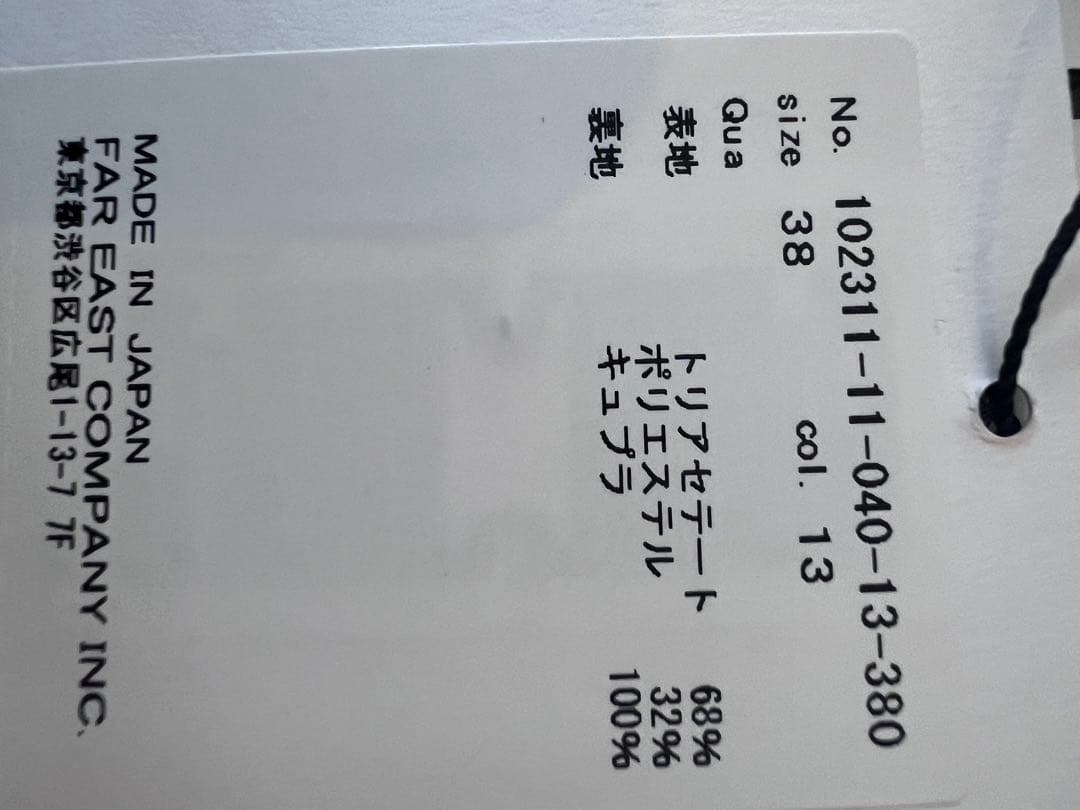 No. 102311-11-040-13-380
size 38 col. 13
Qua
表地 トリアセテート 68%
ポリエステル 32%
裏地 キュプラ 100%
MADE IN JAPAN
FAR EAST COMPANY INC.
東京都渋谷区広尾1-13-7 7F